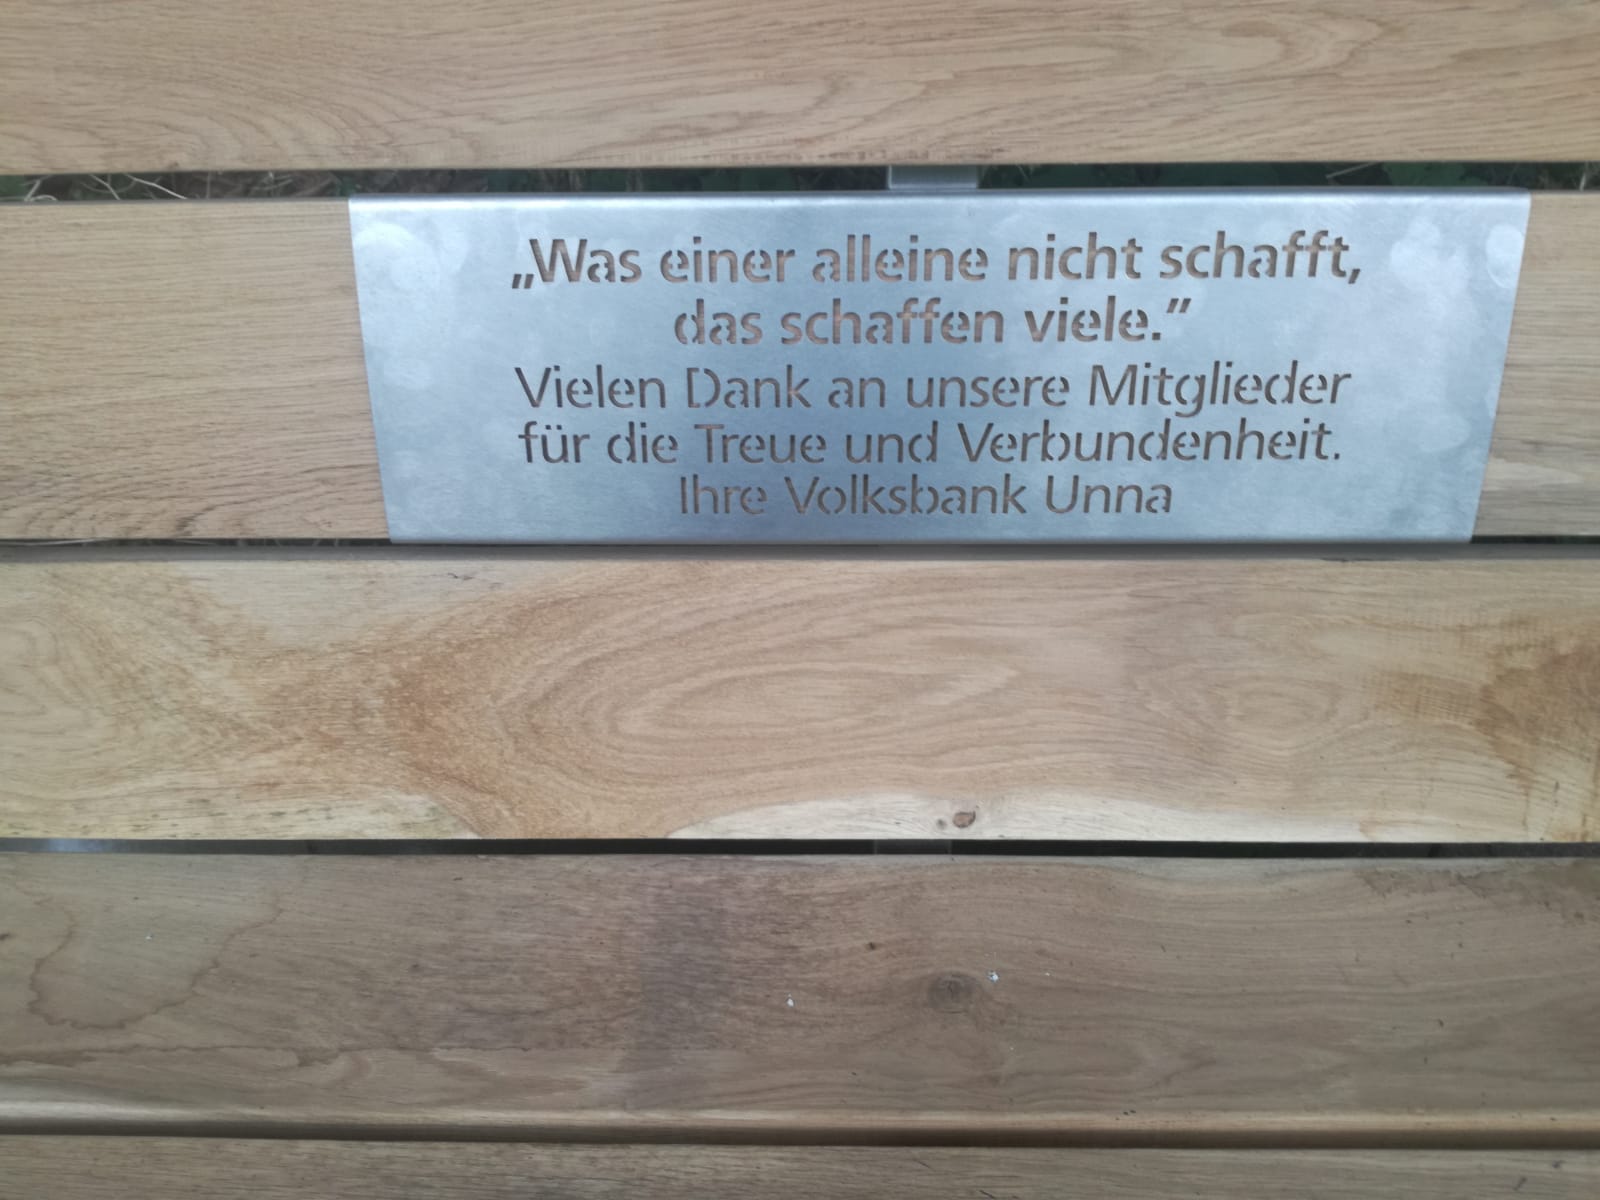 „Was einer alleine nicht schafft,
das schaffen viele.”
Vielen Dank an unsere Mitglieder
für die Treue und Verbundenheit.
Ihre Volksbank Unna